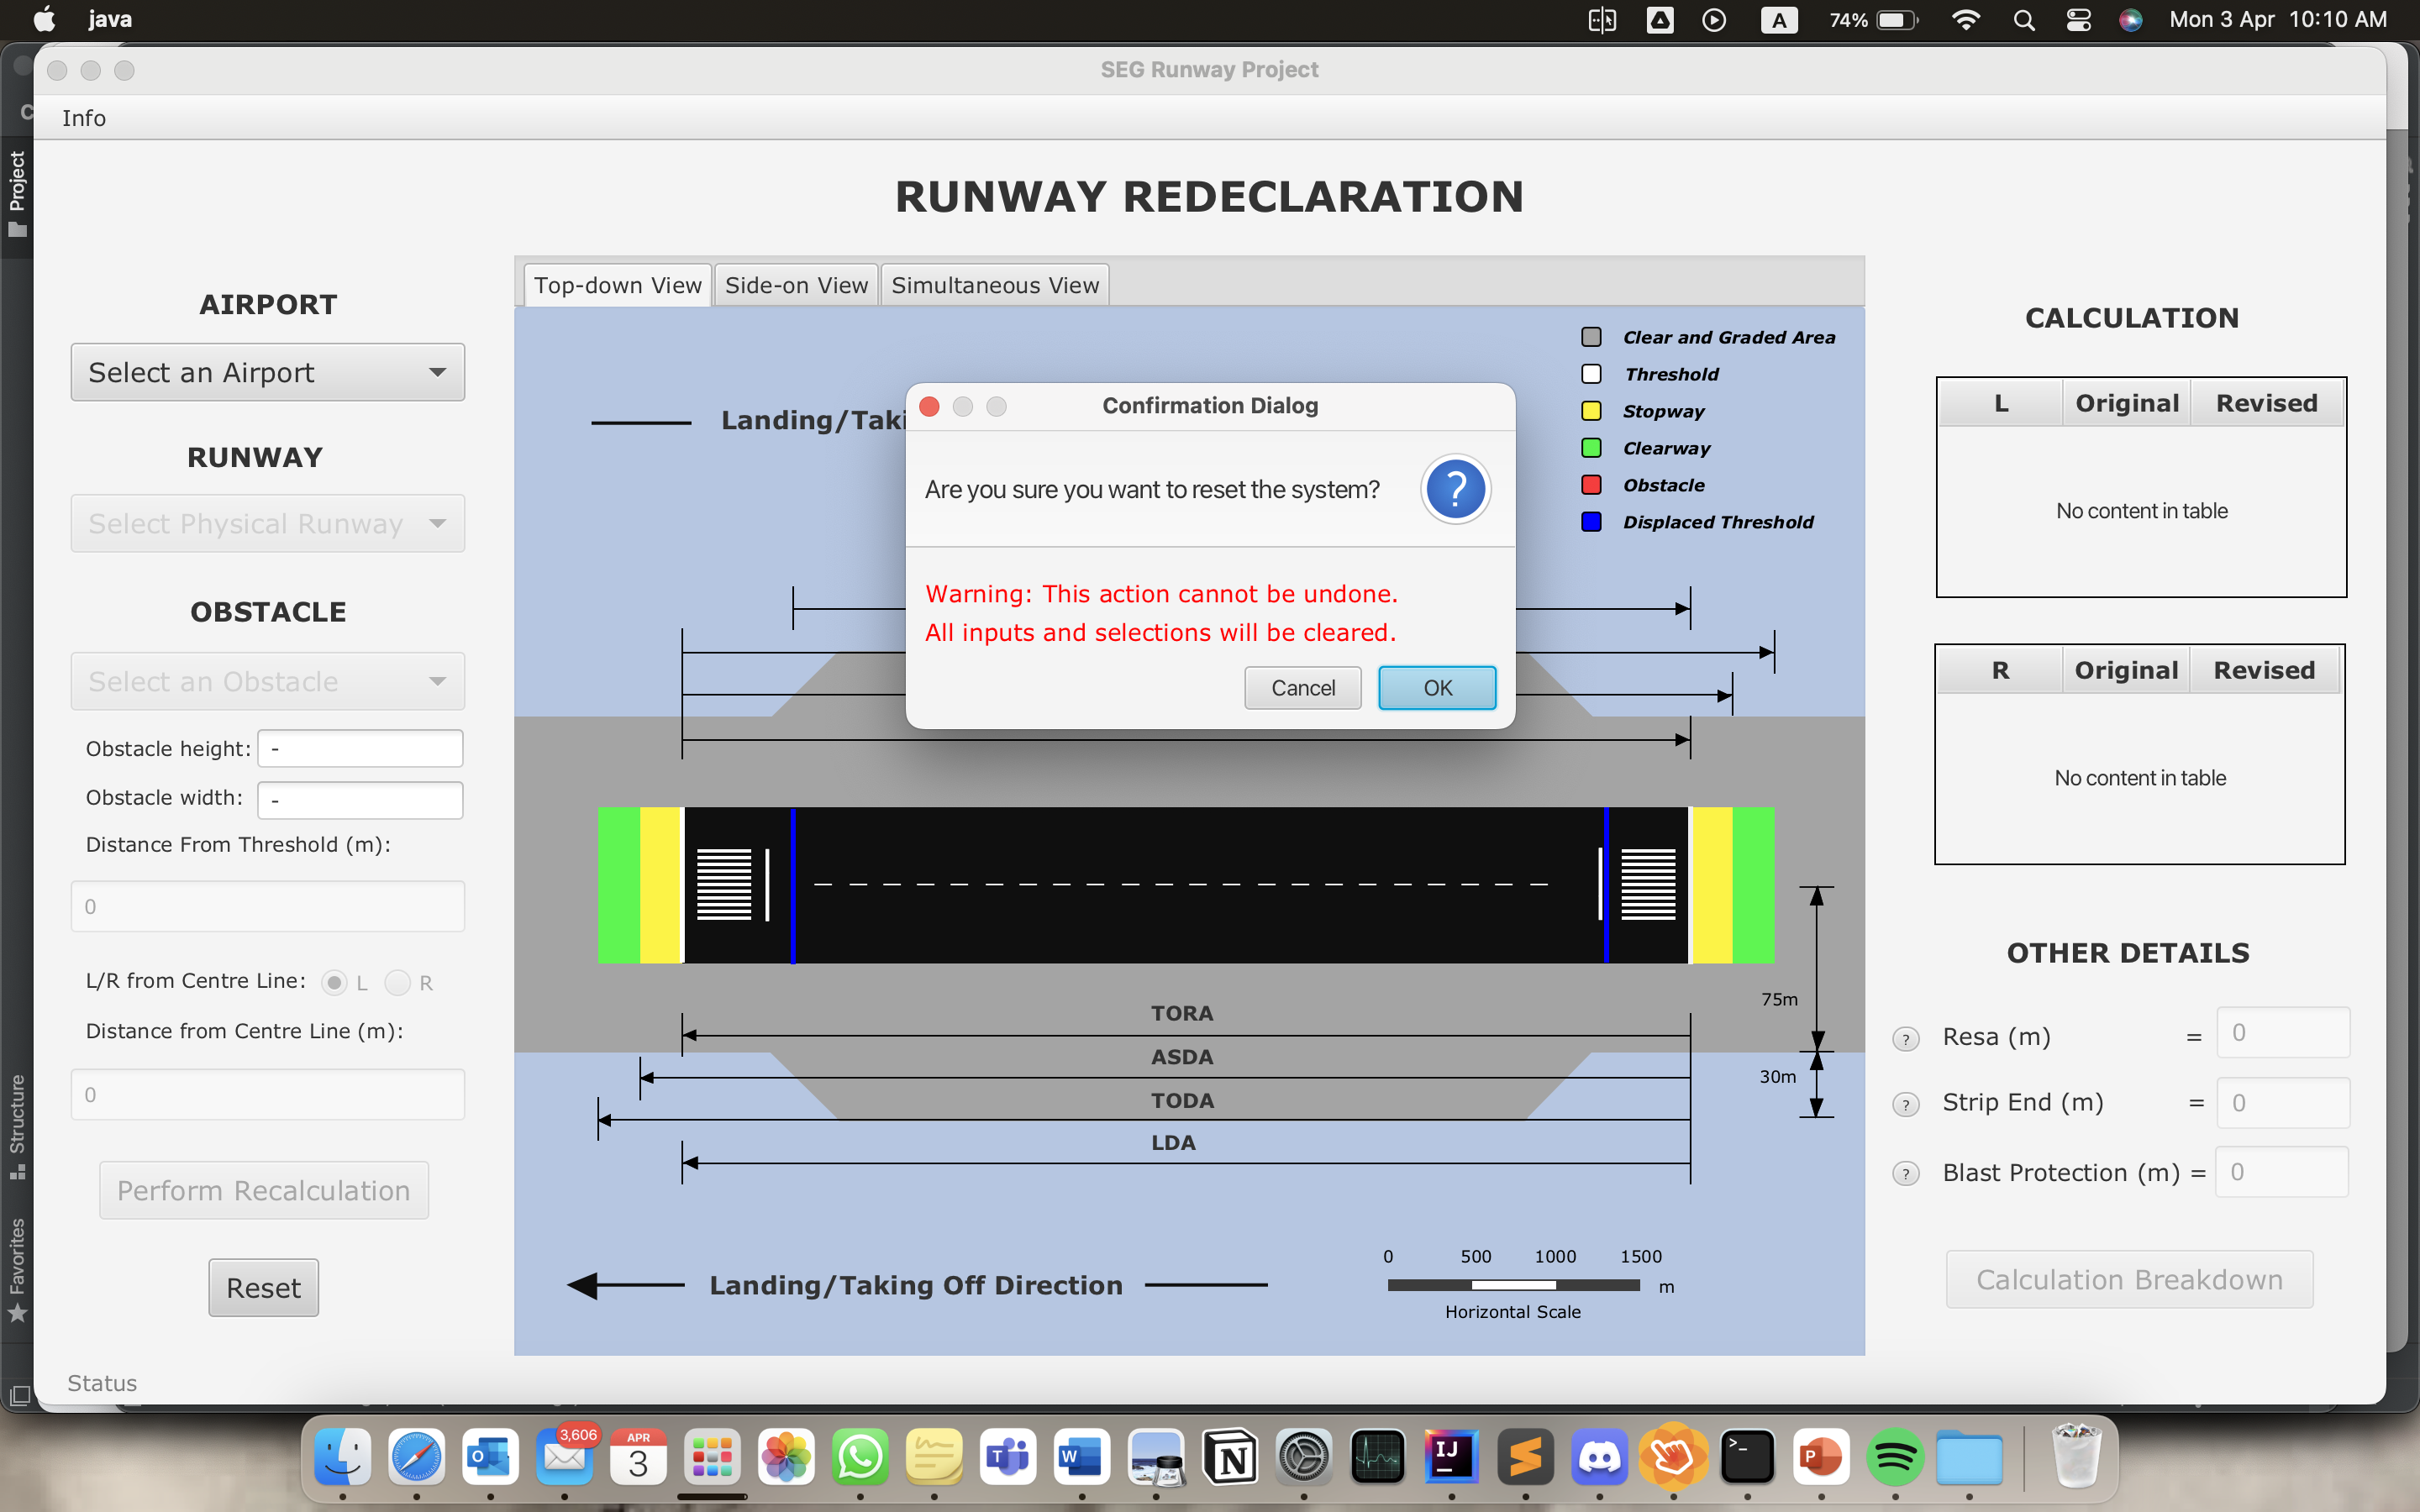 java
A
74%
Mon 3 Apr 10:10 AM
SEG Runway Project
Info
Project
Structure
Favorites
RUNWAY REDECLARATION
AIRPORT
Select an Airport
RUNWAY
Select Physical Runway
OBSTACLE
Select an Obstacle
Obstacle height: -
Obstacle width: -
Distance From Threshold (m):
0
L/R from Centre Line: L R
Distance from Centre Line (m):
0
Perform Recalculation
Reset
Status
Top-down View Side-on View Simultaneous View
Landing/Taki
Clear and Graded Area
Threshold
Stopway
Clearway
Obstacle
Displaced Threshold
Confirmation Dialog
Are you sure you want to reset the system?
?
Warning: This action cannot be undone.
All inputs and selections will be cleared.
Cancel OK
75m
30m
TORA
ASDA
TODA
LDA
Landing/Taking Off Direction
0 500 1000 1500
m
Horizontal Scale
CALCULATION
L Original Revised
No content in table
R Original Revised
No content in table
OTHER DETAILS
? Resa (m) = 0
? Strip End (m) = 0
? Blast Protection (m) = 0
Calculation Breakdown
3,606
APR
3
O
T
W
N
IJ
>_
P